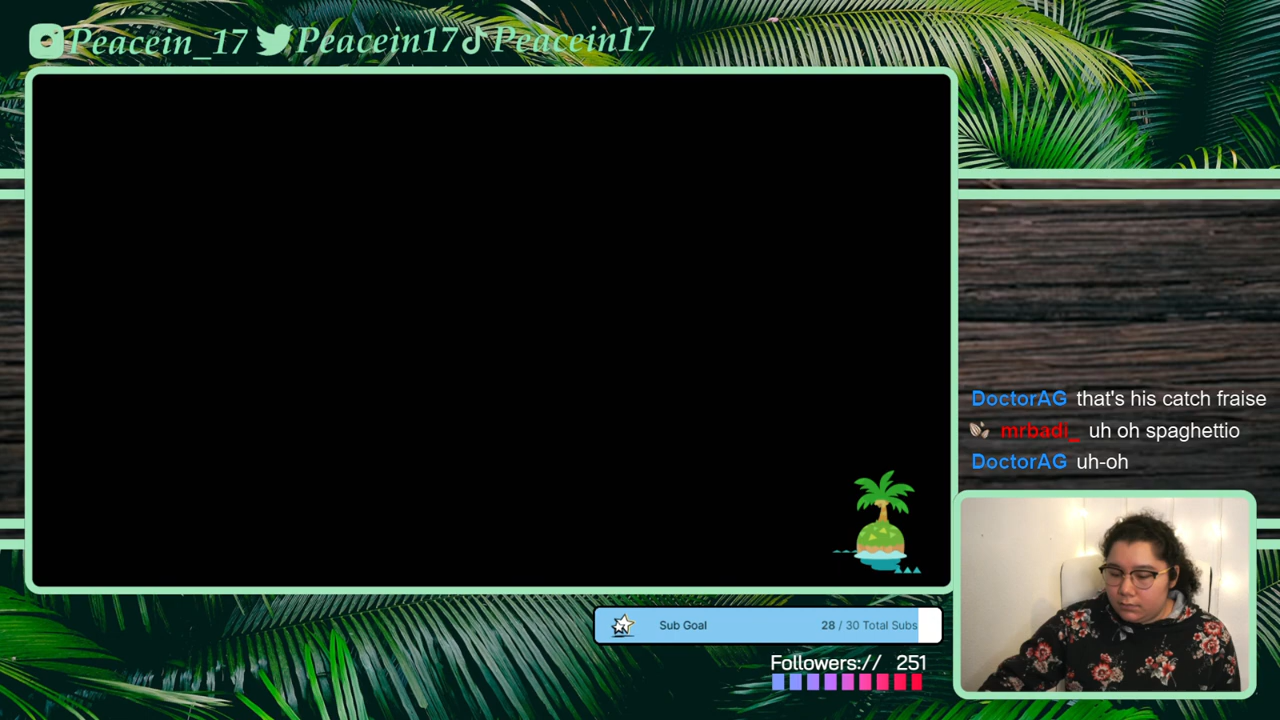 Peacein_17 Peacein17 Peacein17
DoctorAG that's his catch fraise
mrbadi_ uh oh spaghettio
DoctorAG uh-oh
Sub Goal 28 / 30 Total Subs
Followers:// 251